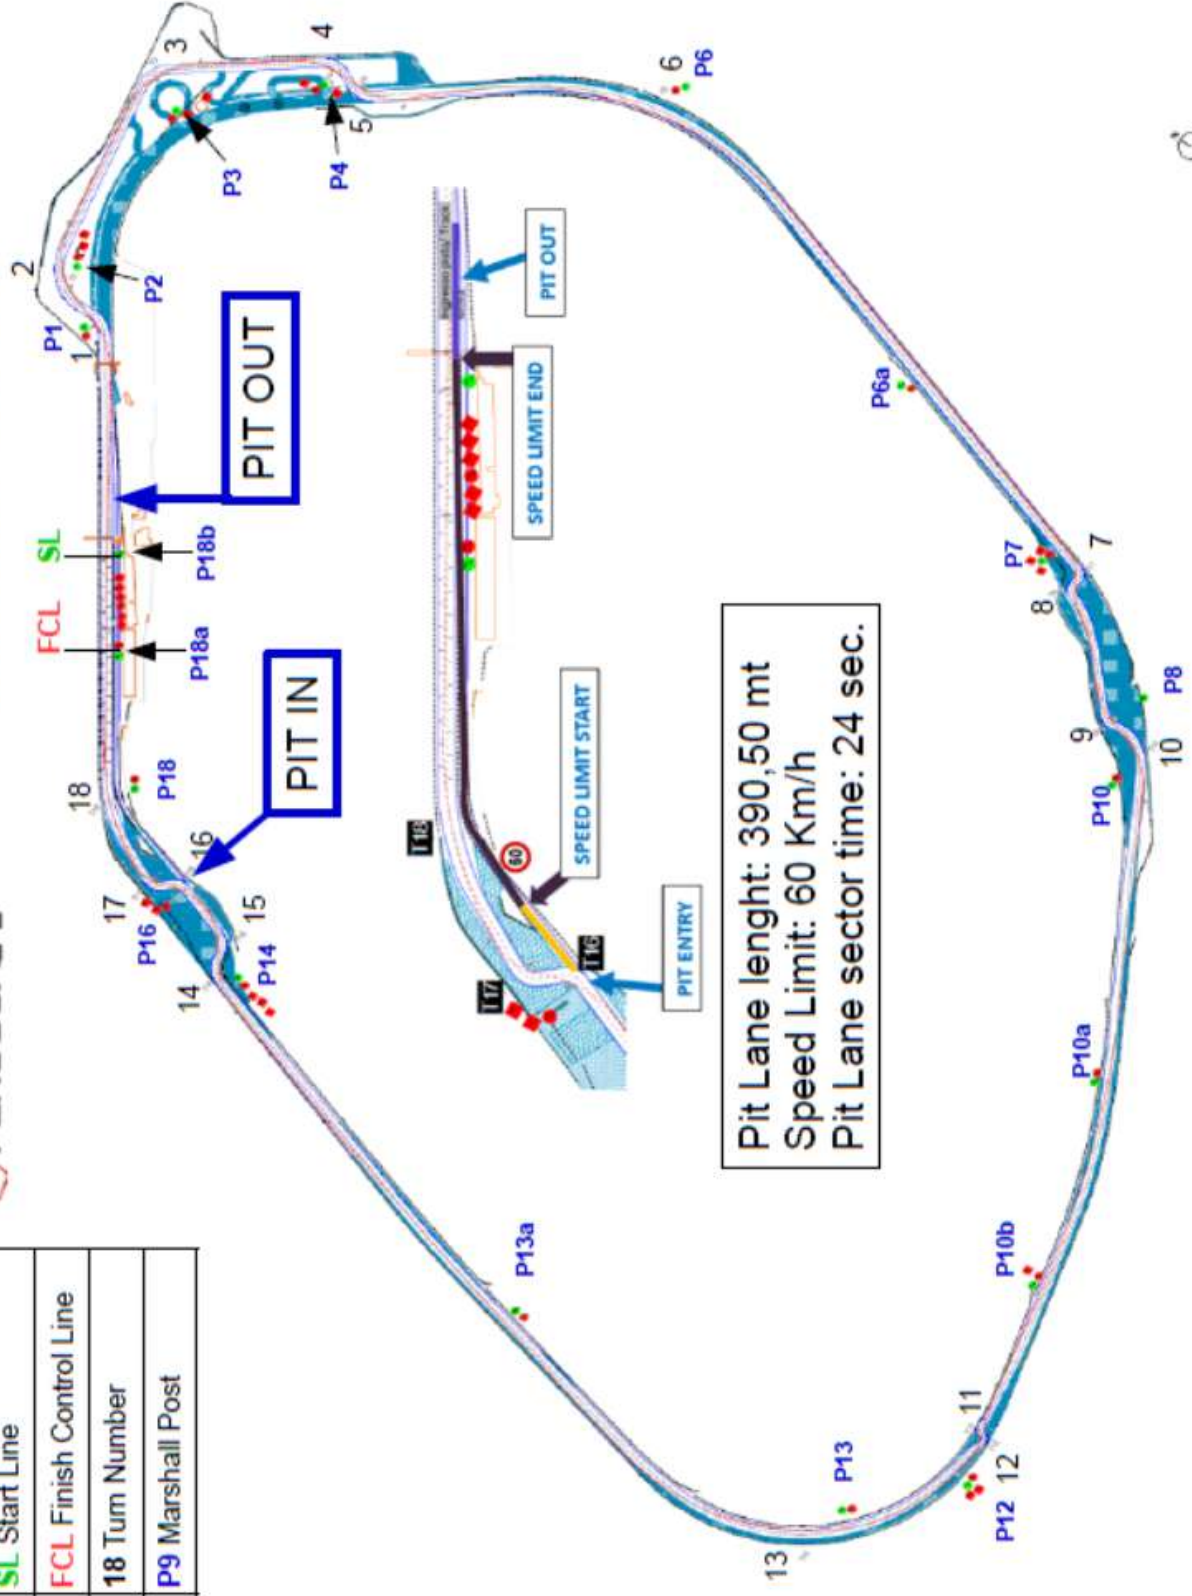 SL Start Line
FCL Finish Control Line
18 Turn Number
P9 Marshall Post
FCL
SL
P18a
P18b
P18
18
17
P16
16
15
14
P14
PIT IN
PIT OUT
1
P1
2
P2
3
P3
4
P4
5
6
P6
P6a
7
P7
8
P8
9
10
P10
P10a
P10b
11
12
P12
13
P13
P13a
T18
T17
T16
60
PIT ENTRY
SPEED LIMIT START
SPEED LIMIT END
PIT OUT
Pit Lane lenght: 390,50 mt
Speed Limit: 60 Km/h
Pit Lane sector time: 24 sec.